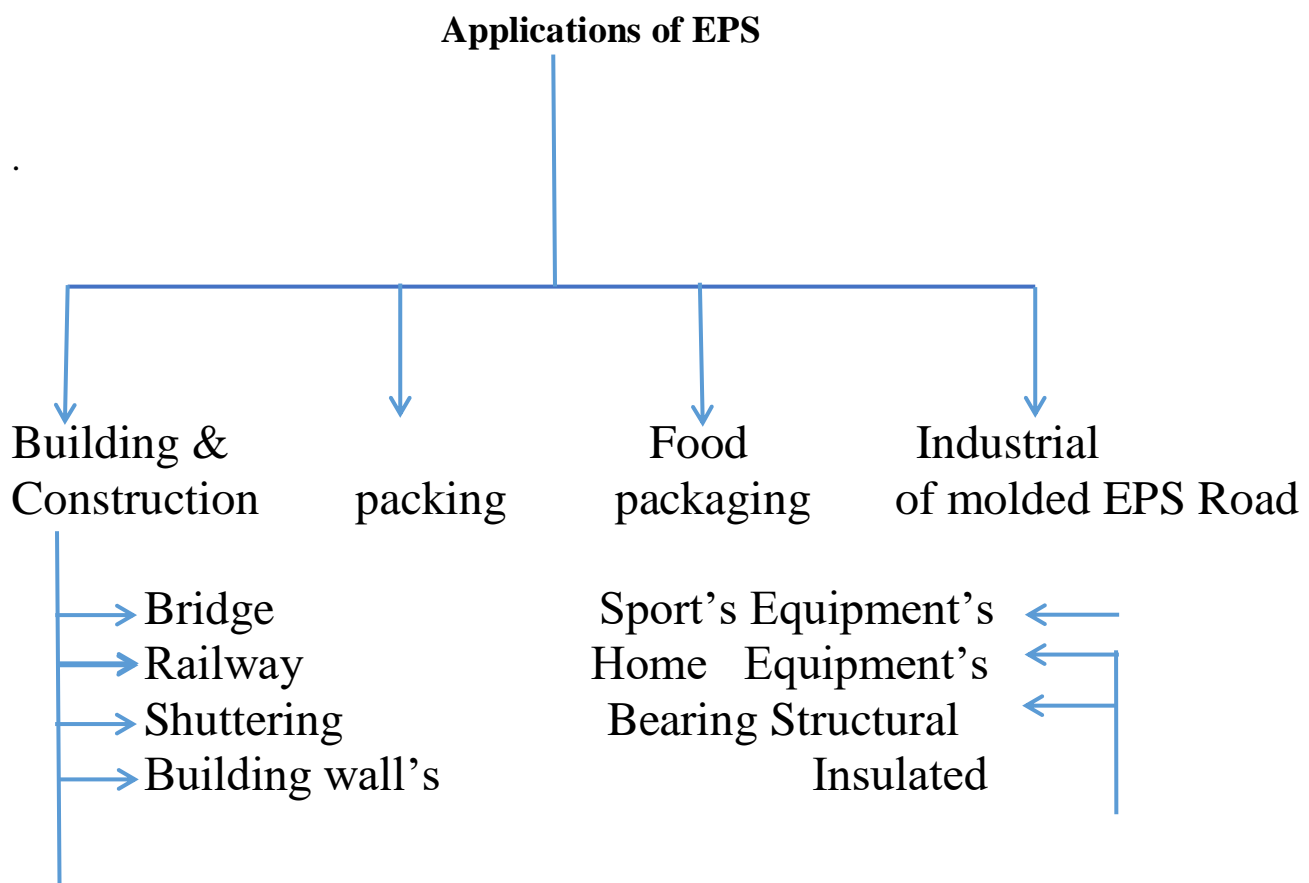 Applications of EPS
.
Building & Food Industrial
Construction packing packaging of molded EPS Road
Bridge Sport’s Equipment’s
Railway Home Equipment’s
Shuttering Bearing Structural
Building wall’s Insulated